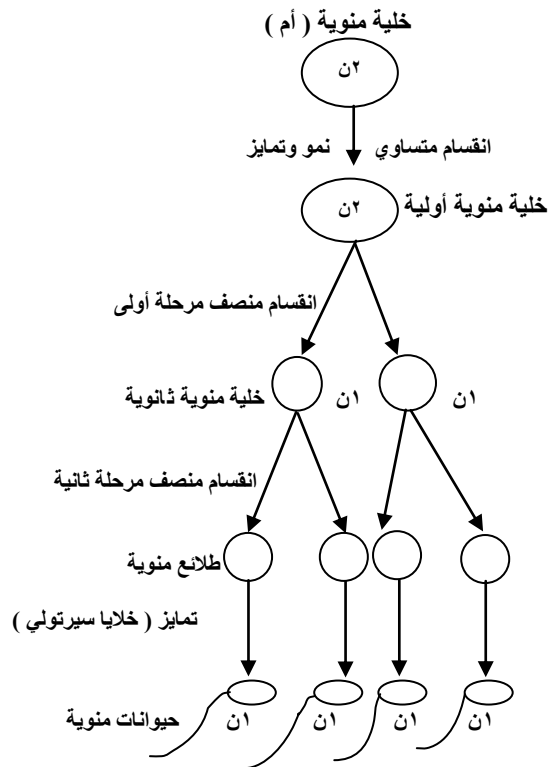 خلية منوية ( أم )
٢ن
انقسام متساوي نمو وتمايز
خلية منوية أولية
٢ن
انقسام منصف مرحلة أولى
١ن ١ن خلية منوية ثانوية
انقسام منصف مرحلة ثانية
طلائع منوية
تمايز ( خلايا سيرتولي )
١ن ١ن ١ن ١ن حيوانات منوية